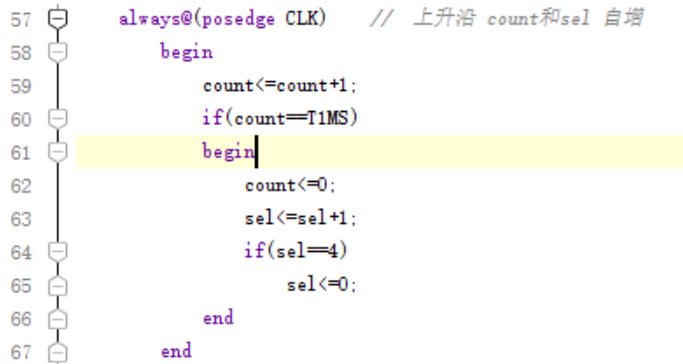 57 always@(posedge CLK) // 上升沿 count和sel 自增
58 begin
59 count<=count+1;
60 if(count==T1MS)
61 begin
62 count<=0;
63 sel<=sel+1;
64 if(sel==4)
65 sel<=0;
66 end
67 end